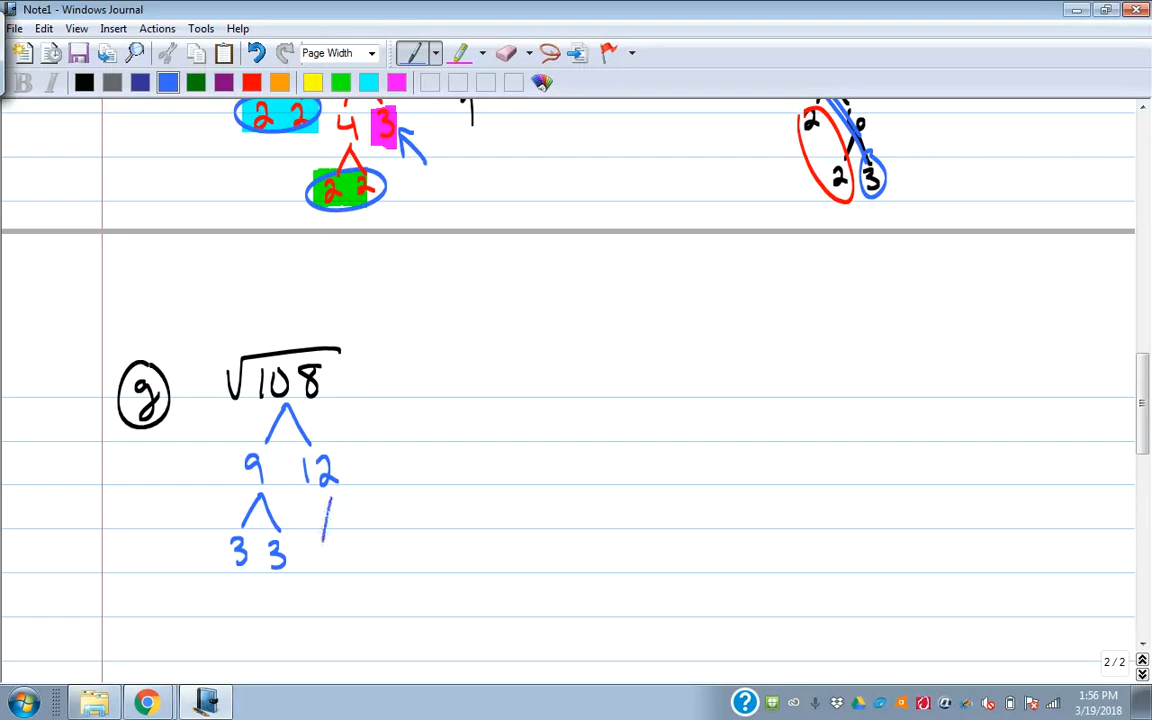 Note1 - Windows Journal
File Edit View Insert Actions Tools Help
Page Width
B I
2 2 4 3
2 2
2
2 3
g √108
9 12
3 3
2 / 2
1:56 PM
3/19/2018